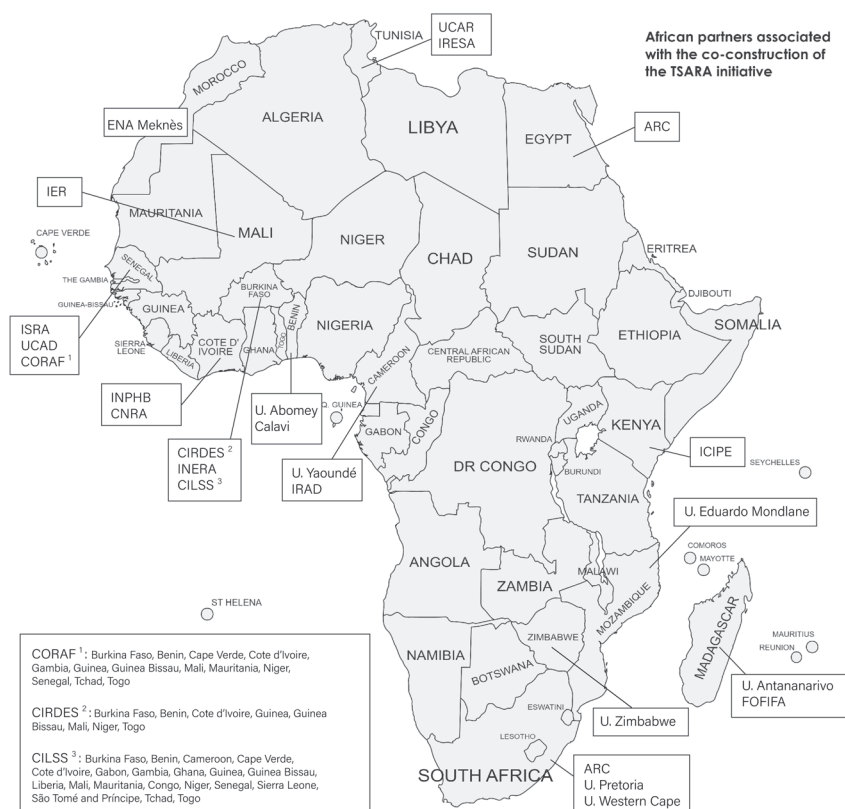 African partners associated
with the co-construction of
the TSARA initiative
UCAR
IRESA
TUNISIA
MOROCCO
ALGERIA
LIBYA
EGYPT
ARC
ENA Meknès
IER
MAURITANIA
MALI
NIGER
CHAD
SUDAN
ERITREA
CAPE VERDE
SENEGAL
THE GAMBIA
GUINEA-BISSAU
GUINEA
BURKINA
FASO
BENIN
NIGERIA
DJIBOUTI
SOMALIA
ETHIOPIA
SOUTH
SUDAN
CENTRAL AFRICAN
REPUBLIC
CAMEROON
ISRA
UCAD
CORAF 1
SIERRA
LEONE
LIBERIA
COTE D'
IVOIRE
GHANA
TOGO
INPHB
CNRA
U. Abomey
Calavi
Q. GUINEA
GABON
CONGO
UGANDA
KENYA
RWANDA
BURUNDI
DR CONGO
ICIPE
SEYCHELLES
CIRDES 2
INERA
CILSS 3
U. Yaoundé
IRAD
TANZANIA
U. Eduardo Mondlane
COMOROS
MAYOTTE
ANGOLA
ZAMBIA
MALAWI
MOZAMBIQUE
ST HELENA
MADAGASCAR
MAURITIUS
REUNION
NAMIBIA
ZIMBABWE
BOTSWANA
U. Antananarivo
FOFIFA
ESWATINI
U. Zimbabwe
LESOTHO
SOUTH AFRICA
ARC
U. Pretoria
U. Western Cape
CORAF 1 : Burkina Faso, Benin, Cape Verde, Cote d'Ivoire,
Gambia, Guinea, Guinea Bissau, Mali, Mauritania, Niger,
Senegal, Tchad, Togo
CIRDES 2 : Burkina Faso, Benin, Cote d'Ivoire, Guinea, Guinea
Bissau, Mali, Niger, Togo
CILSS 3 : Burkina Faso, Benin, Cameroon, Cape Verde,
Cote d'Ivoire, Gabon, Gambia, Ghana, Guinea, Guinea Bissau,
Liberia, Mali, Mauritania, Congo, Niger, Senegal, Sierra Leone,
São Tomé and Príncipe, Tchad, Togo